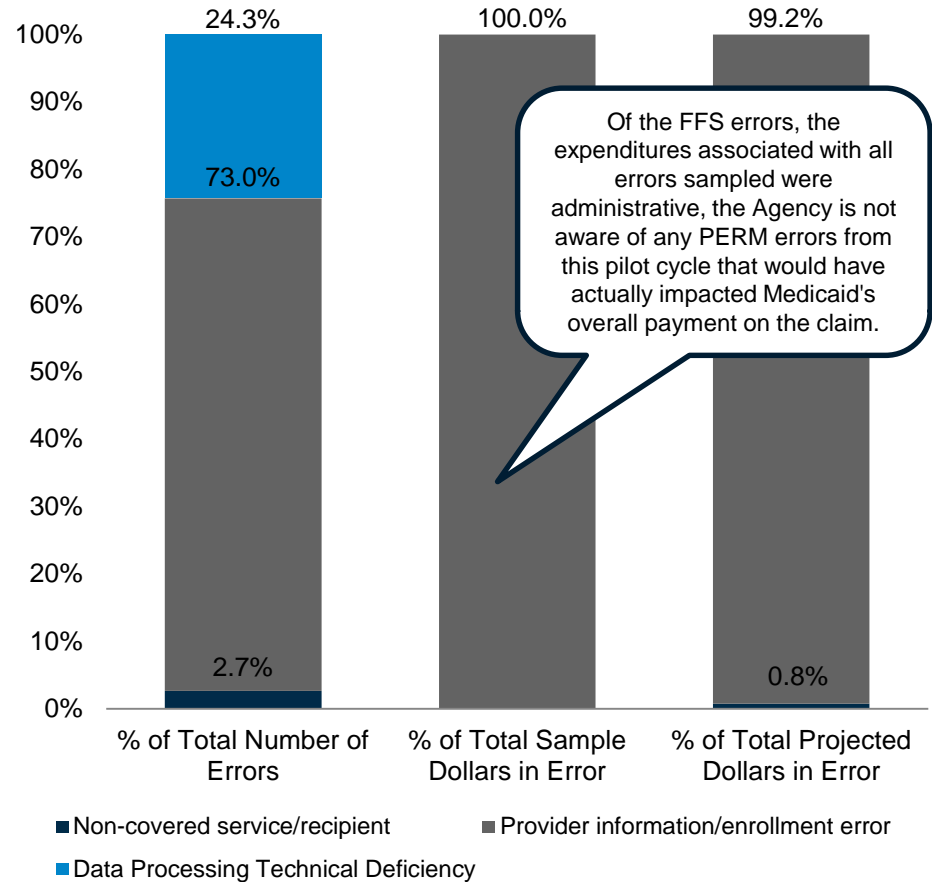 24.3%
100.0%
99.2%
100%
90%
80%
70%
60%
50%
40%
30%
20%
10%
0%
73.0%
2.7%
0.8%
Of the FFS errors, the
expenditures associated with all
errors sampled were
administrative, the Agency is not
aware of any PERM errors from
this pilot cycle that would have
actually impacted Medicaid's
overall payment on the claim.
% of Total Number of
Errors
% of Total Sample
Dollars in Error
% of Total Projected
Dollars in Error
Non-covered service/recipient
Provider information/enrollment error
Data Processing Technical Deficiency